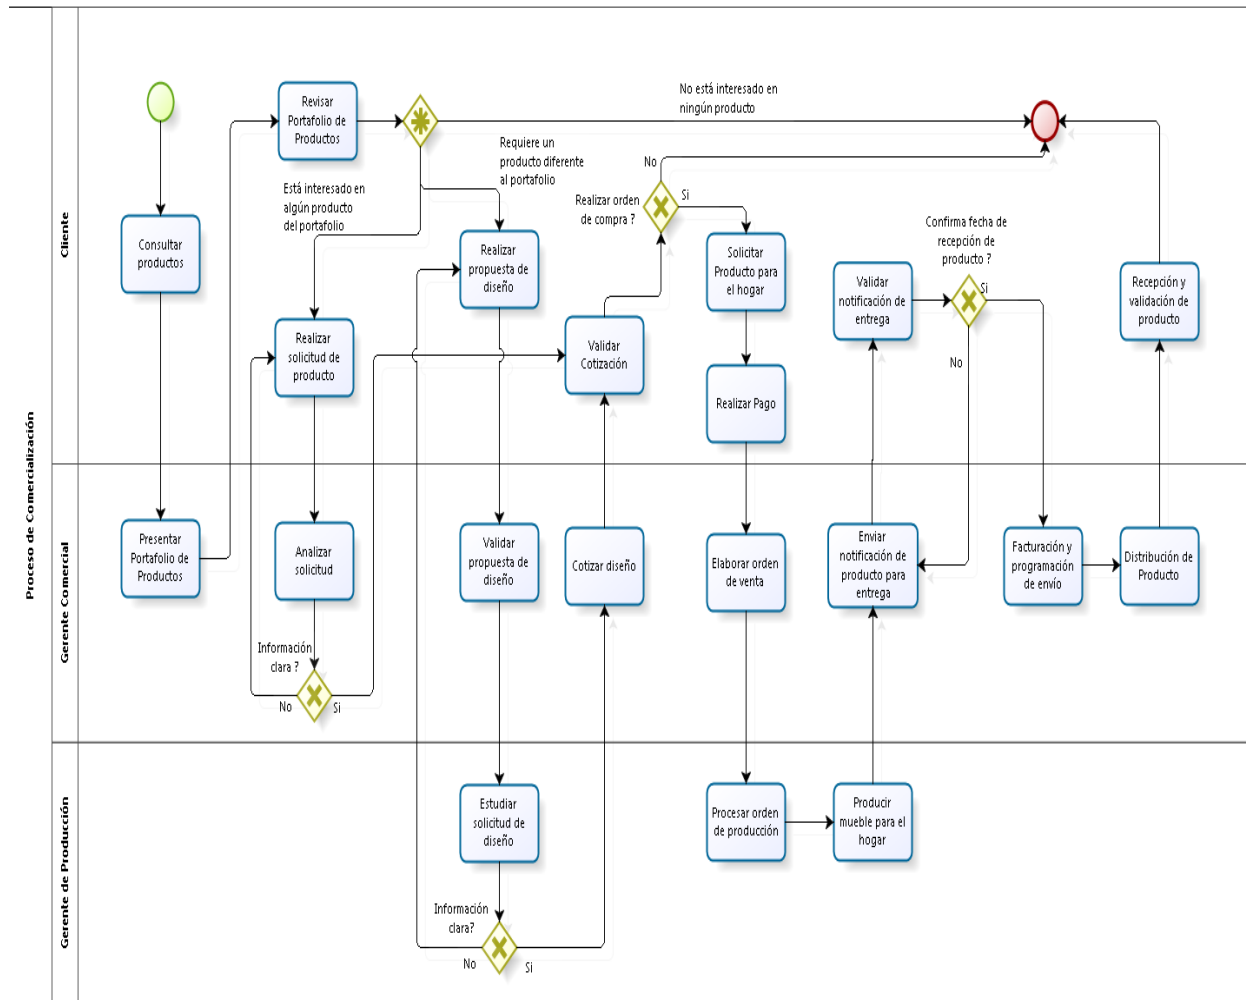 Proceso de Comercialización
Cliente
Gerente Comercial
Gerente de Producción
Consultar
productos
Presentar
Portafolio de
Productos
Revisar
Portafolio de
Productos
No está interesado en
ningún producto
Requiere un
producto diferente
al portafolio
Está interesado en
algún producto
del portafolio
Realizar
solicitud de
producto
Analizar
solicitud
Información
clara ?
No
Si
Realizar
propuesta de
diseño
Validar
propuesta de
diseño
Estudiar
solicitud de
diseño
Información
clara?
No
Si
Cotizar diseño
Validar
Cotización
Realizar orden
de compra ?
No
Si
Solicitar
Producto para
el hogar
Realizar Pago
Elaborar orden
de venta
Procesar orden
de producción
Producir
mueble para el
hogar
Enviar
notificación de
producto para
entrega
Validar
notificación de
entrega
Confirma fecha de
recepción de
producto ?
Si
No
Facturación y
programación
de envío
Distribución de
Producto
Recepción y
validación de
producto